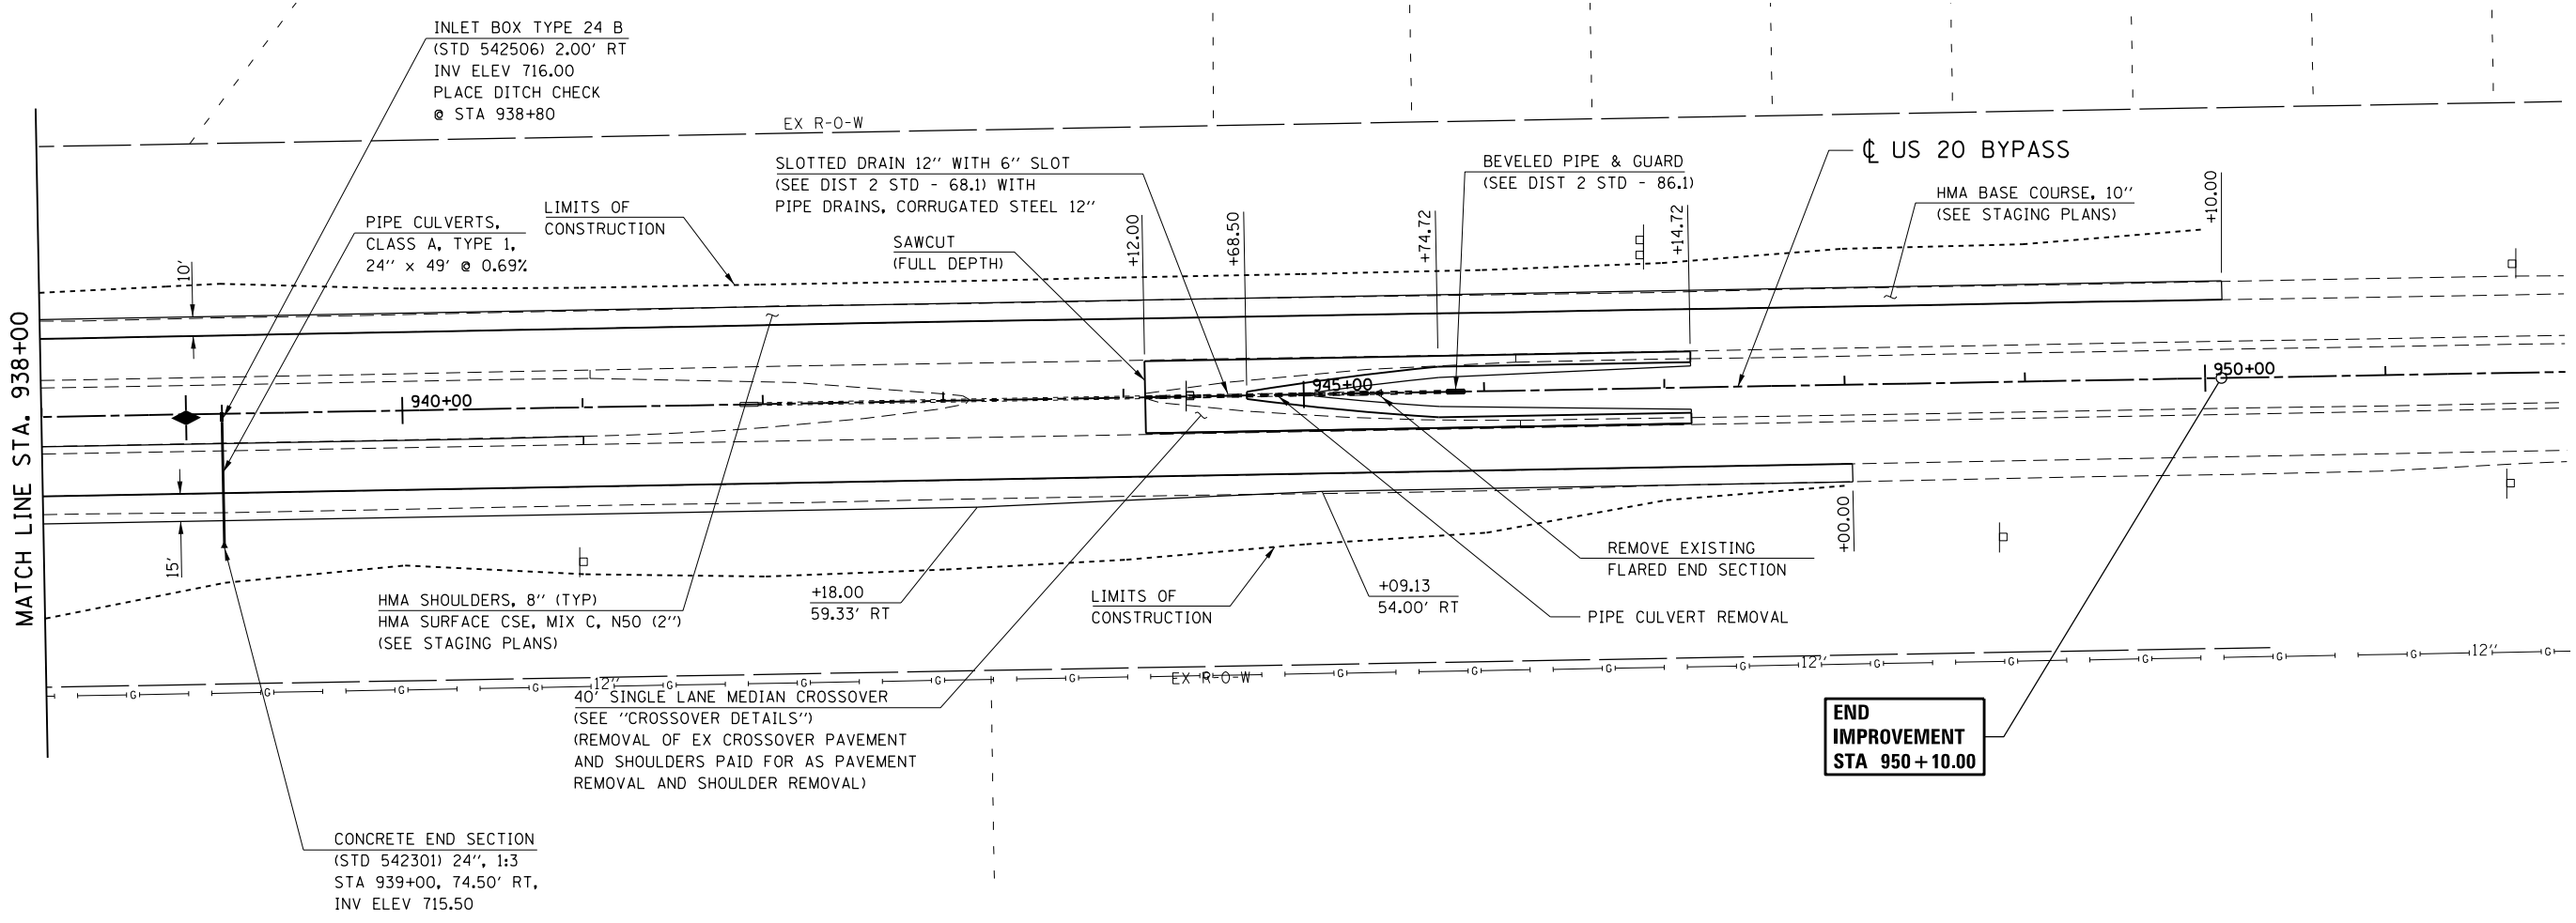 INLET BOX TYPE 24 B
(STD 542506) 2.00' RT
INV ELEV 716.00
PLACE DITCH CHECK
@ STA 938+80
EX R-O-W
SLOTTED DRAIN 12'' WITH 6'' SLOT
(SEE DIST 2 STD - 68.1) WITH
PIPE DRAINS, CORRUGATED STEEL 12''
BEVELED PIPE & GUARD
(SEE DIST 2 STD - 86.1)
℄ US 20 BYPASS
HMA BASE COURSE, 10''
(SEE STAGING PLANS)
+10.00
LIMITS OF
CONSTRUCTION
PIPE CULVERTS,
CLASS A, TYPE 1,
24'' x 49' @ 0.69%
SAWCUT
(FULL DEPTH)
+12.00
+68.50
+74.72
+14.72
10'
MATCH LINE STA. 938+00
940+00
945+00
950+00
15'
+00.00
HMA SHOULDERS, 8'' (TYP)
HMA SURFACE CSE, MIX C, N50 (2'')
(SEE STAGING PLANS)
+18.00
59.33' RT
LIMITS OF
CONSTRUCTION
+09.13
54.00' RT
REMOVE EXISTING
FLARED END SECTION
PIPE CULVERT REMOVAL
G G G 12'' G G G G G G G G 12'' G G G G G 12'' G
EX R-O-W
40' SINGLE LANE MEDIAN CROSSOVER
(SEE "CROSSOVER DETAILS")
(REMOVAL OF EX CROSSOVER PAVEMENT
AND SHOULDERS PAID FOR AS PAVEMENT
REMOVAL AND SHOULDER REMOVAL)
END
IMPROVEMENT
STA 950+10.00
CONCRETE END SECTION
(STD 542301) 24'', 1:3
STA 939+00, 74.50' RT,
INV ELEV 715.50